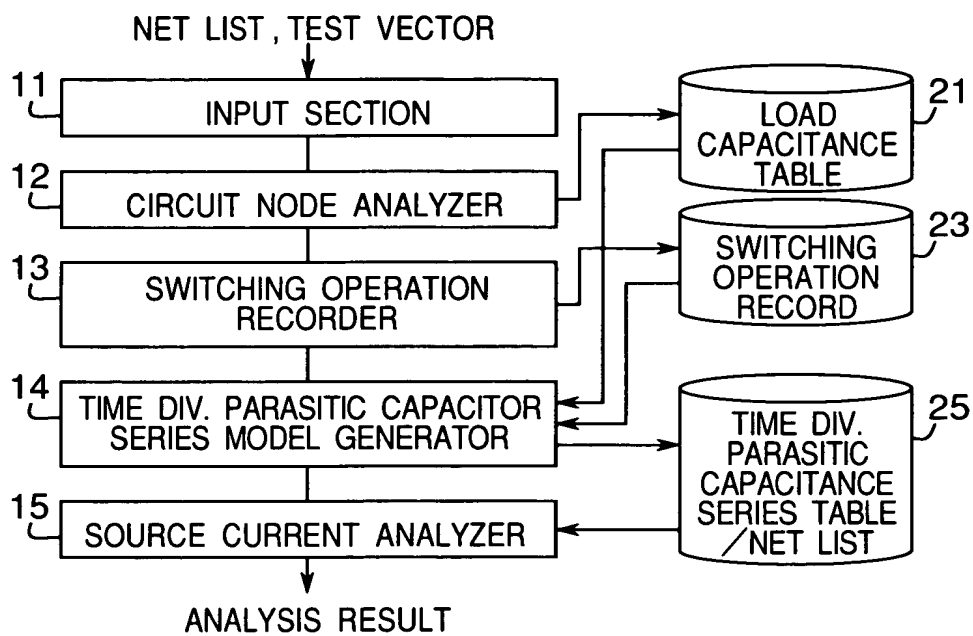 NET LIST , TEST VECTOR
11
INPUT SECTION
12
CIRCUIT NODE ANALYZER
13
SWITCHING OPERATION
RECORDER
14
TIME DIV. PARASITIC CAPACITOR
SERIES MODEL GENERATOR
15
SOURCE CURRENT ANALYZER
ANALYSIS RESULT
21
LOAD
CAPACITANCE
TABLE
23
SWITCHING
OPERATION
RECORD
25
TIME DIV.
PARASITIC
CAPACITANCE
SERIES TABLE
/NET LIST